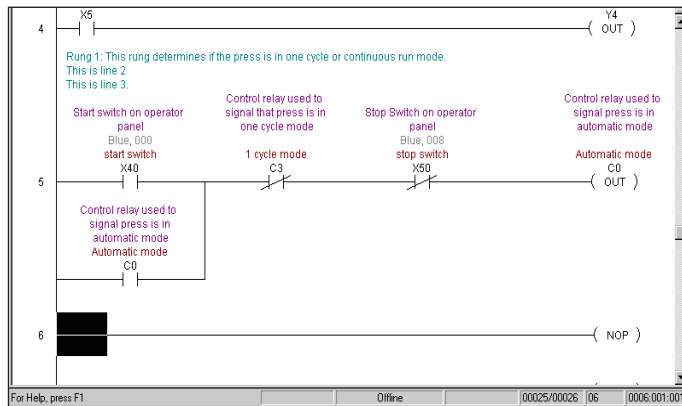 X5
Y4
4
OUT
Rung 1: This rung determines if the press is in one cycle or continuous run mode.
This is line 2
This is line 3.
Start switch on operator
panel
Blue, 000
start switch
X40
Control relay used to
signal that press is in
one cycle mode
1 cycle mode
C3
Stop Switch on operator
panel
Blue, 008
stop switch
X50
Control relay used to
signal press is in
automatic mode
Automatic mode
C0
5
OUT
Control relay used to
signal press is in
automatic mode
Automatic mode
C0
6
NOP
For Help, press F1
Offline
00025/00026
06
0006:001:001